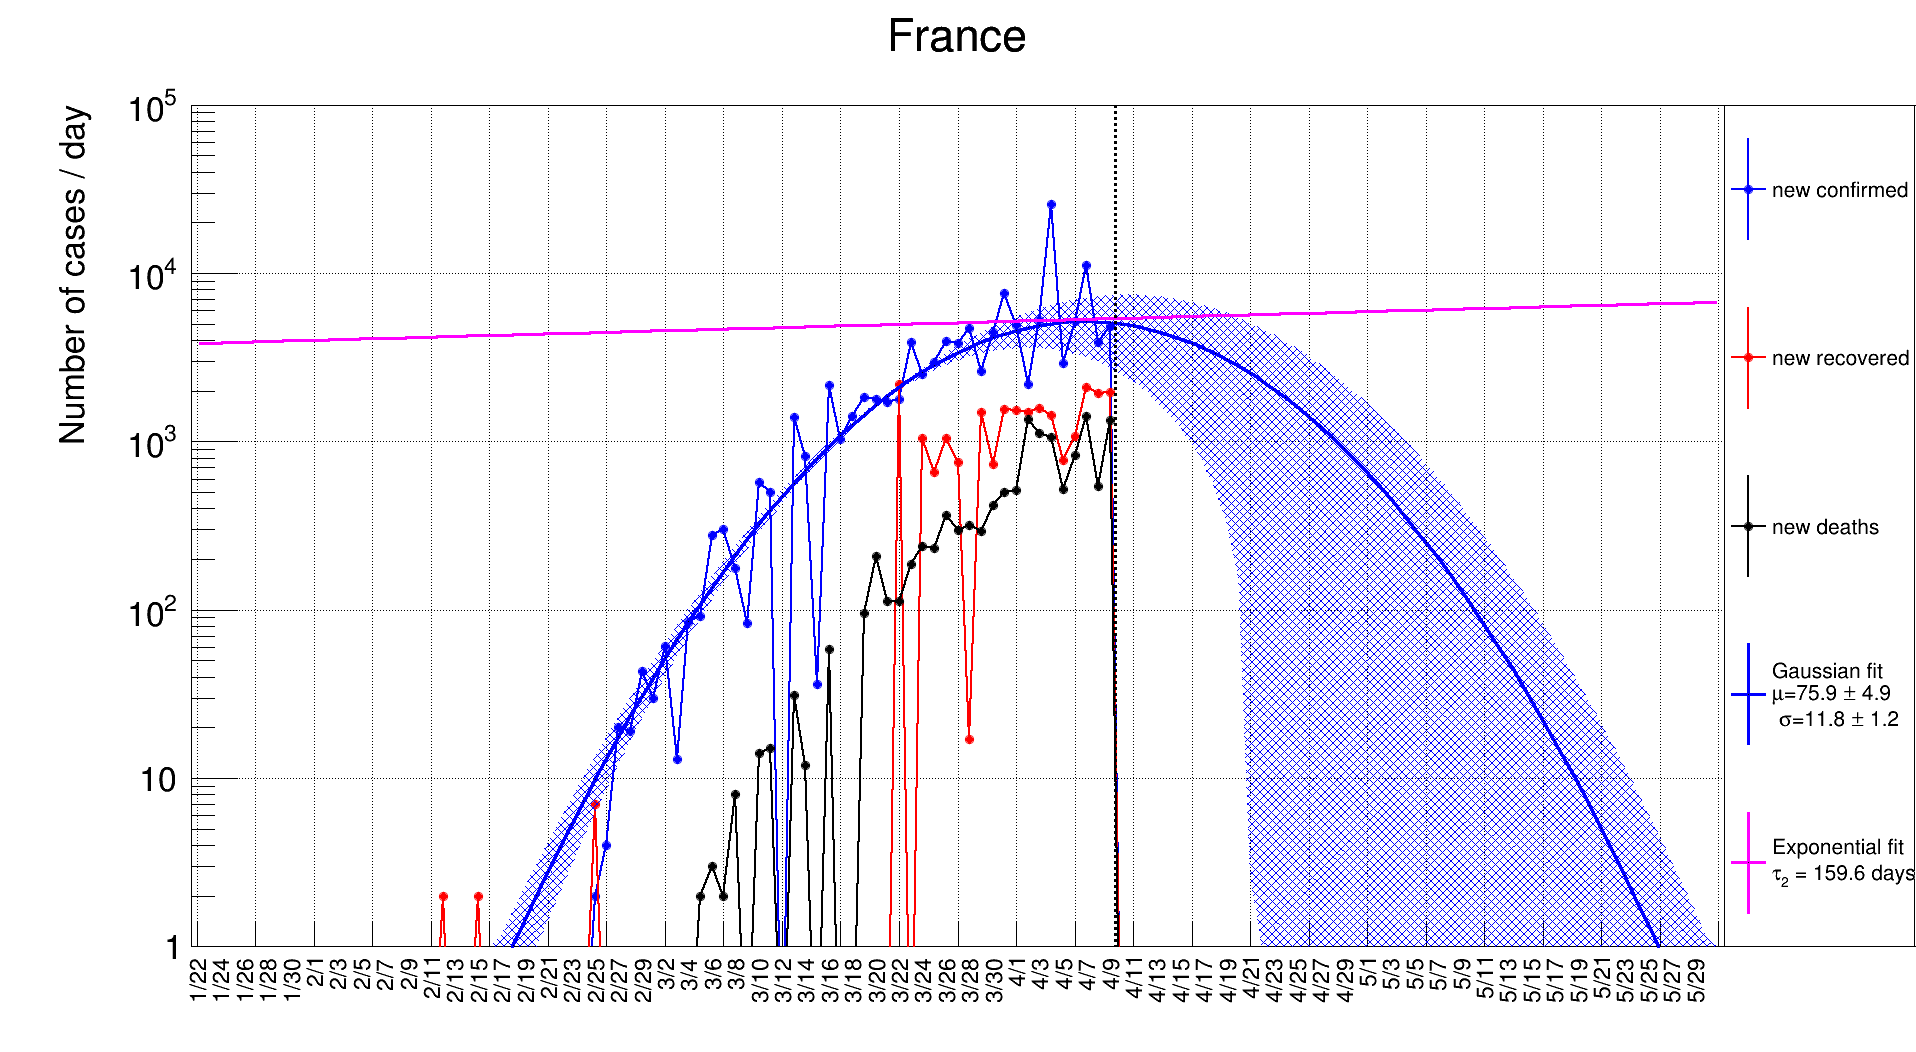 France
Number of cases / day
10⁵
10⁴
10³
10²
10
1
1/22 1/24 1/26 1/28 1/30 2/1 2/3 2/5 2/7 2/9 2/11 2/13 2/15 2/17 2/19 2/21 2/23 2/25 2/27 2/29 3/2 3/4 3/6 3/8 3/10 3/12 3/14 3/16 3/18 3/20 3/22 3/24 3/26 3/28 3/30 4/1 4/3 4/5 4/7 4/9 4/11 4/13 4/15 4/17 4/19 4/21 4/23 4/25 4/27 4/29 5/1 5/3 5/5 5/7 5/9 5/11 5/13 5/15 5/17 5/19 5/21 5/23 5/25 5/27 5/29
new confirmed
new recovered
new deaths
Gaussian fit
μ=75.9 ± 4.9
σ=11.8 ± 1.2
Exponential fit
τ₂ = 159.6 days